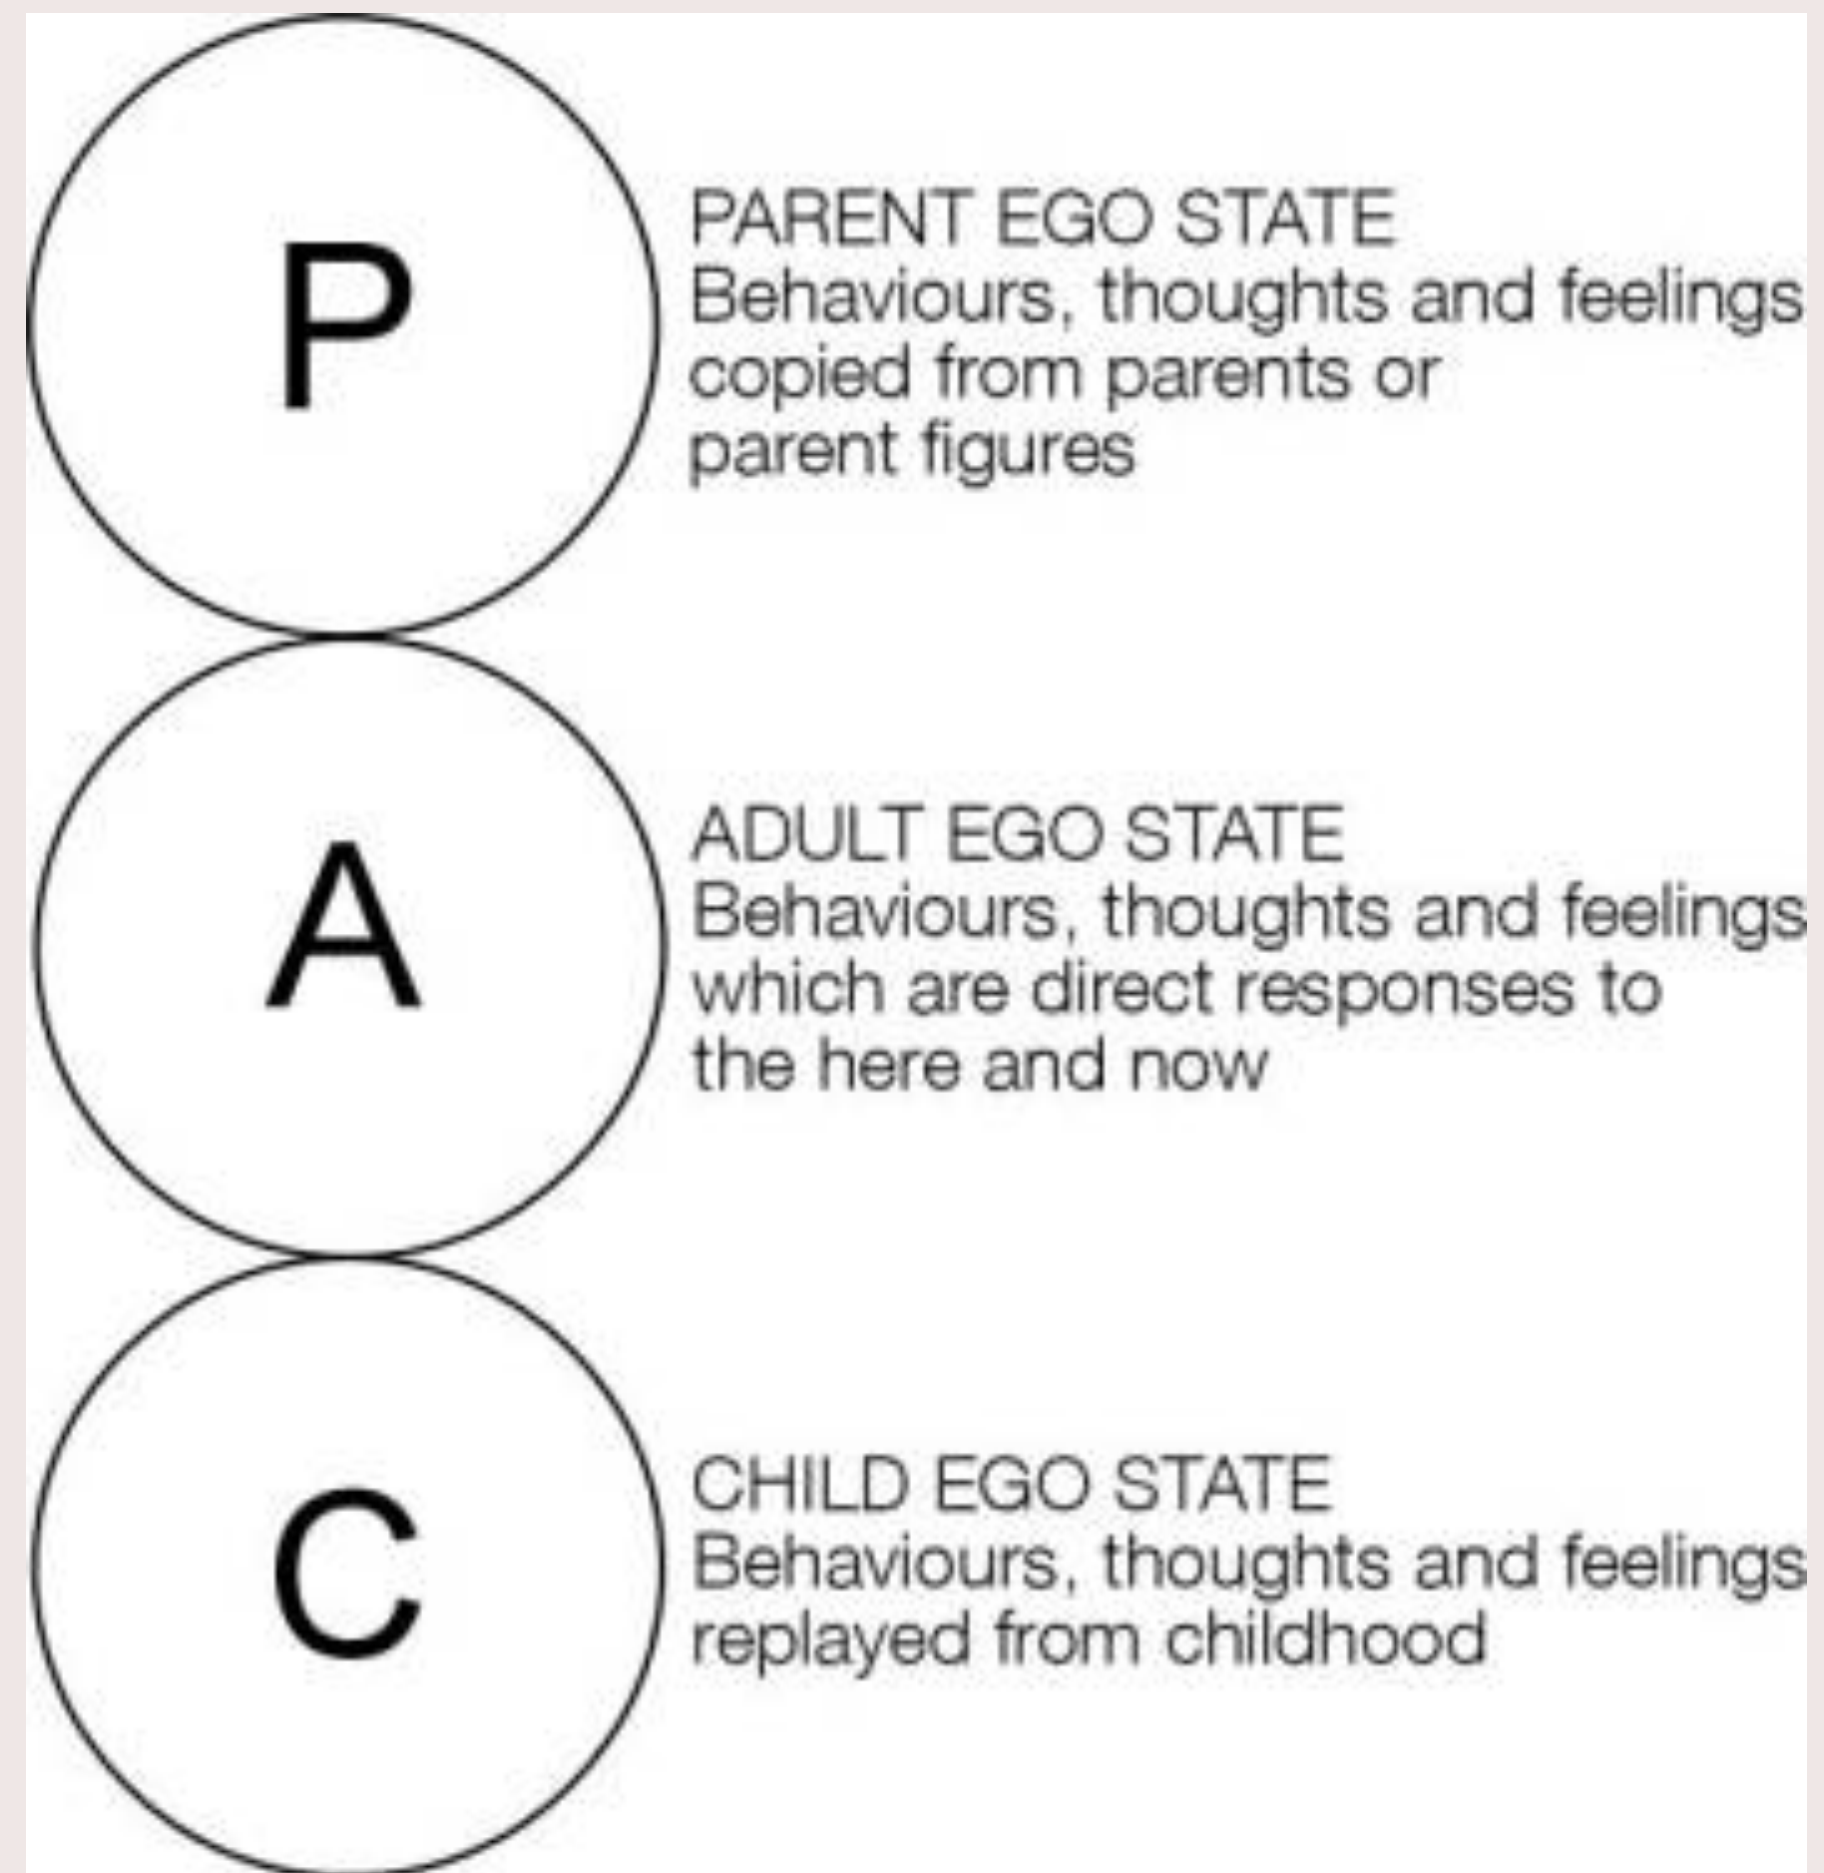 P
PARENT EGO STATE
Behaviours, thoughts and feelings
copied from parents or
parent figures
A
ADULT EGO STATE
Behaviours, thoughts and feelings
which are direct responses to
the here and now
C
CHILD EGO STATE
Behaviours, thoughts and feelings
replayed from childhood